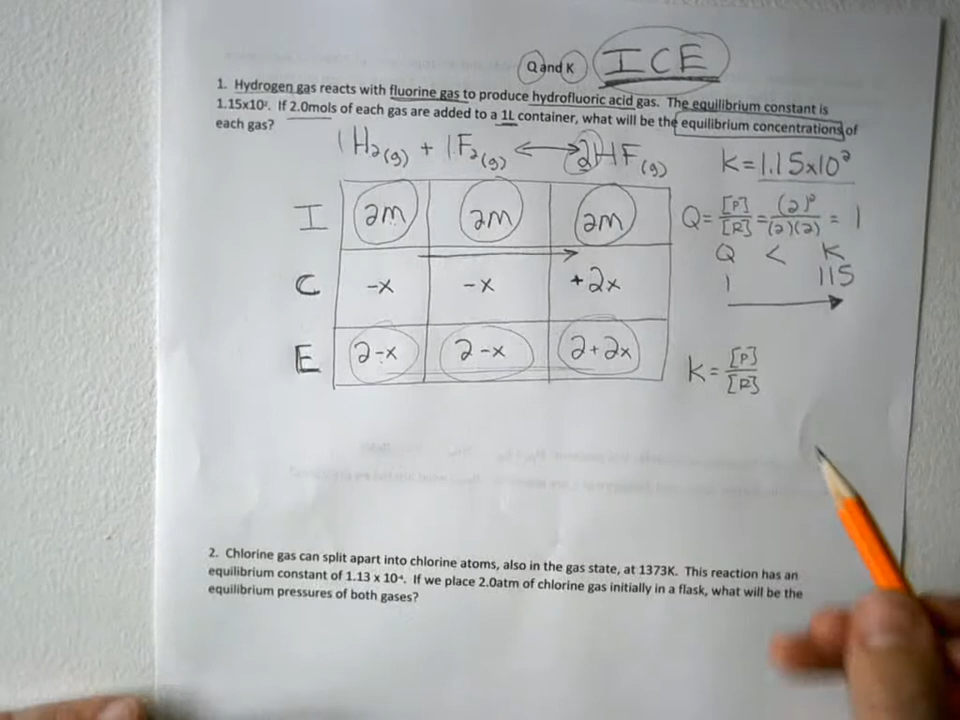 Q and K ICE
1. Hydrogen gas reacts with fluorine gas to produce hydrofluoric acid gas. The equilibrium constant is
1.15x10². If 2.0mols of each gas are added to a 1L container, what will be the equilibrium concentrations of
each gas?
1H₂(g) + 1F₂(g) ⟷ 2HF(g)
K=1.15x10²
I 2M 2M 2M
Q= [P]/[R] = (2)²/(2)(2) = 1
Q < K
1 115
C -x -x +2x
E 2-x 2-x 2+2x
K= [P]/[R]
2. Chlorine gas can split apart into chlorine atoms, also in the gas state, at 1373K. This reaction has an
equilibrium constant of 1.13 x 10⁻⁴. If we place 2.0atm of chlorine gas initially in a flask, what will be the
equilibrium pressures of both gases?